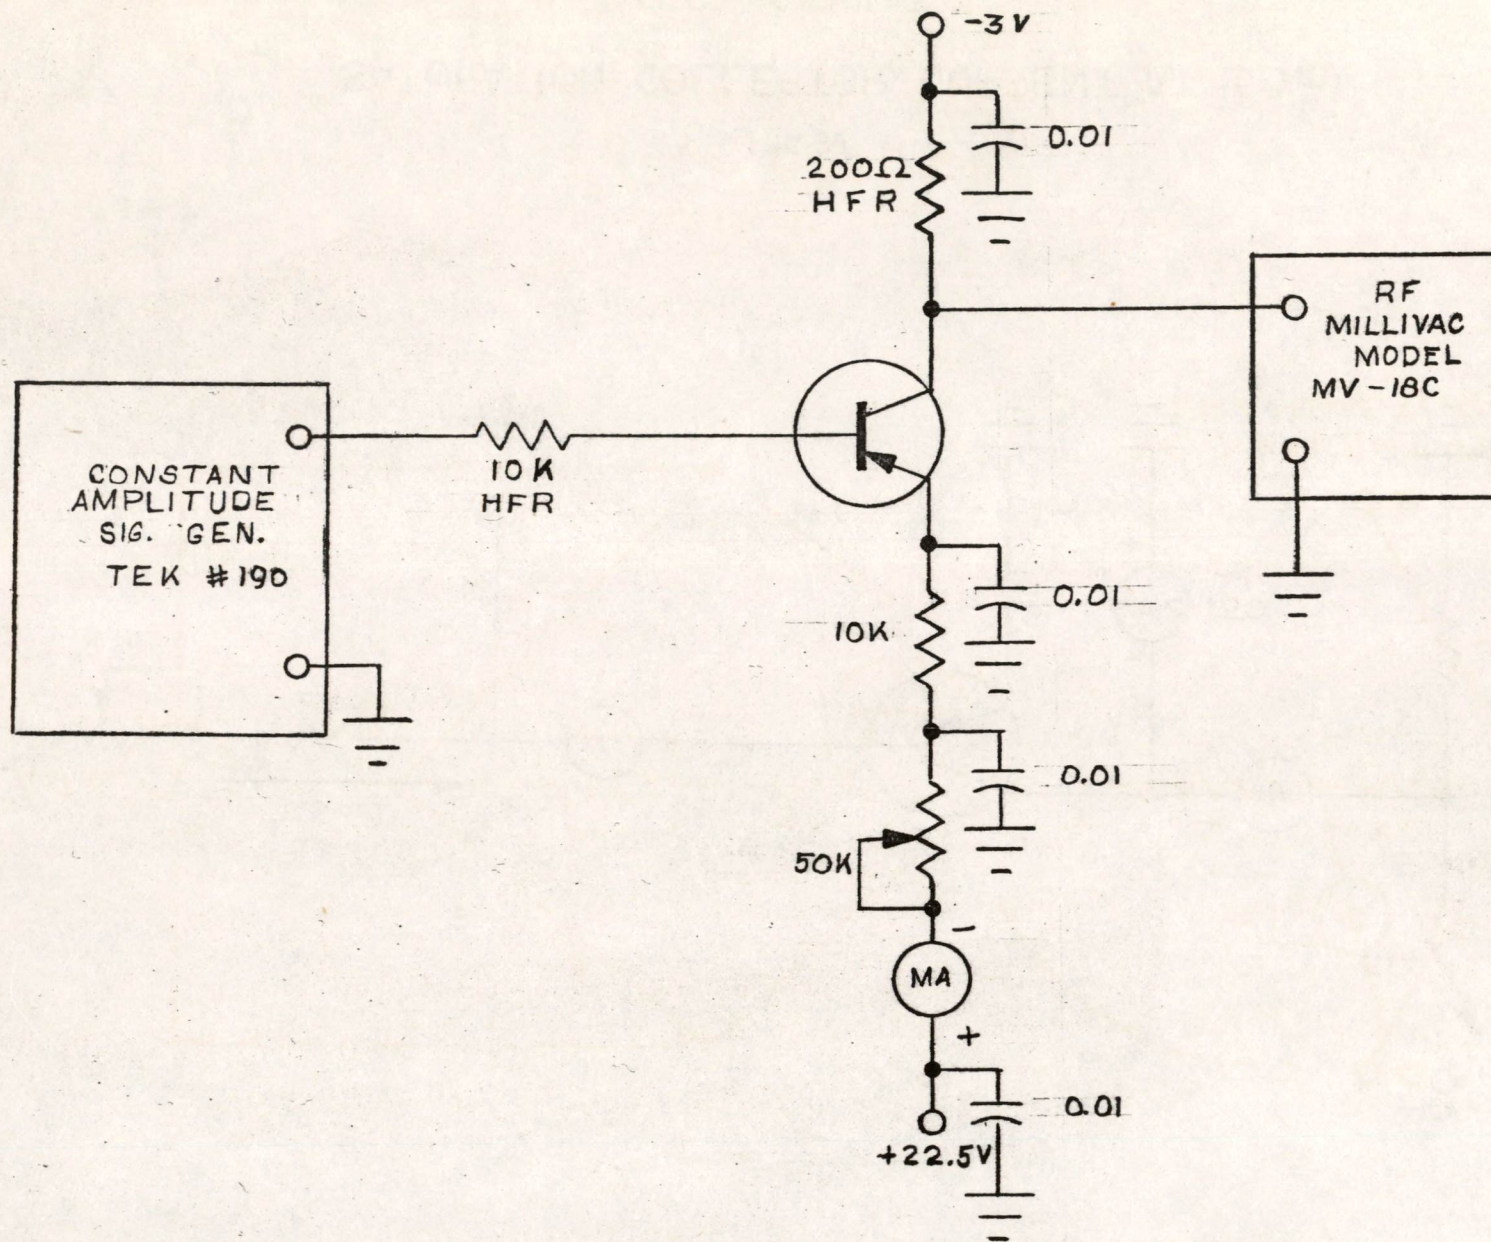 -3V
0.01
200Ω
HFR
RF
MILLIVAC
MODEL
MV-18C
CONSTANT
AMPLITUDE
SIG. GEN.
TEK #190
10K
HFR
0.01
10K
0.01
50K
-
MA
+
0.01
+22.5V